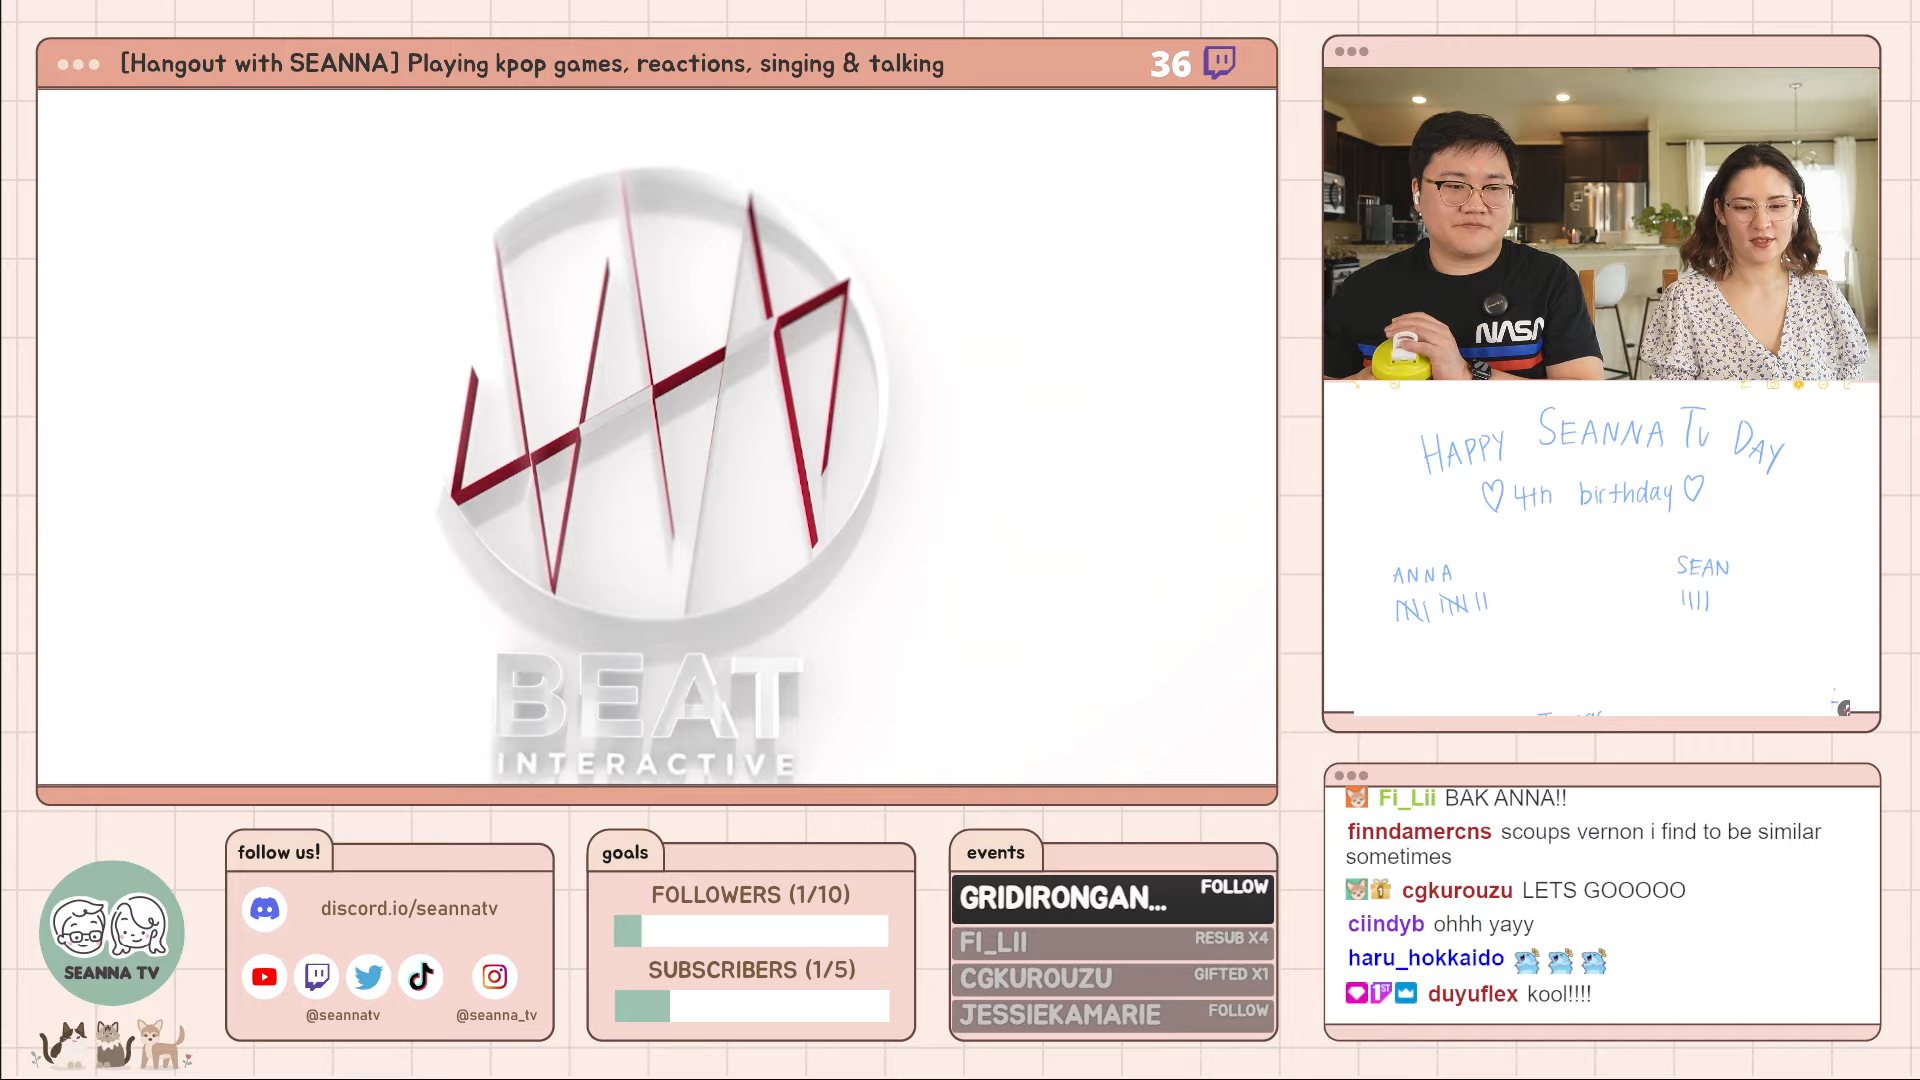 [Hangout with SEANNA] Playing kpop games, reactions, singing & talking
36
BEAT
INTERACTIVE
NASA
HAPPY SEANNA TV DAY
♡ 4th birthday ♡
ANNA
SEAN
Fi_Lii BAK ANNA!!
finndamercns scoups vernon i find to be similar
sometimes
cgkurouzu LETS GOOOOO
ciindyb ohhh yayy
haru_hokkaido
1ST duyuflex kool!!!!
follow us!
discord.io/seannatv
@seannatv
@seanna_tv
SEANNA TV
goals
FOLLOWERS (1/10)
SUBSCRIBERS (1/5)
events
GRIDIRONGAN... FOLLOW
FI_LII RESUB X4
CGKUROUZU GIFTED X1
JESSIEKAMARIE FOLLOW